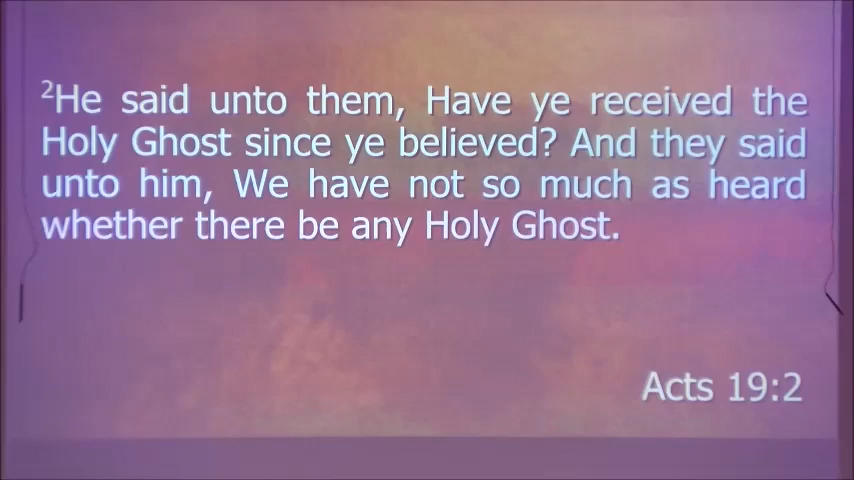 ²He said unto them, Have ye received the
Holy Ghost since ye believed? And they said
unto him, We have not so much as heard
whether there be any Holy Ghost.
Acts 19:2